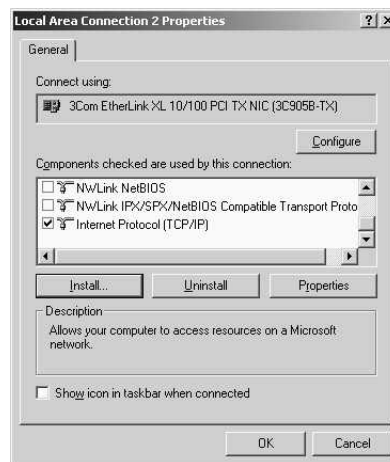 Local Area Connection 2 Properties
General
Connect using:
3Com EtherLink XL 10/100 PCI TX NIC (3C905B-TX)
Configure
Components checked are used by this connection:
NWLink NetBIOS
NWLink IPX/SPX/NetBIOS Compatible Transport Proto
Internet Protocol (TCP/IP)
Install...
Uninstall
Properties
Description
Allows your computer to access resources on a Microsoft
network.
Show icon in taskbar when connected
OK
Cancel